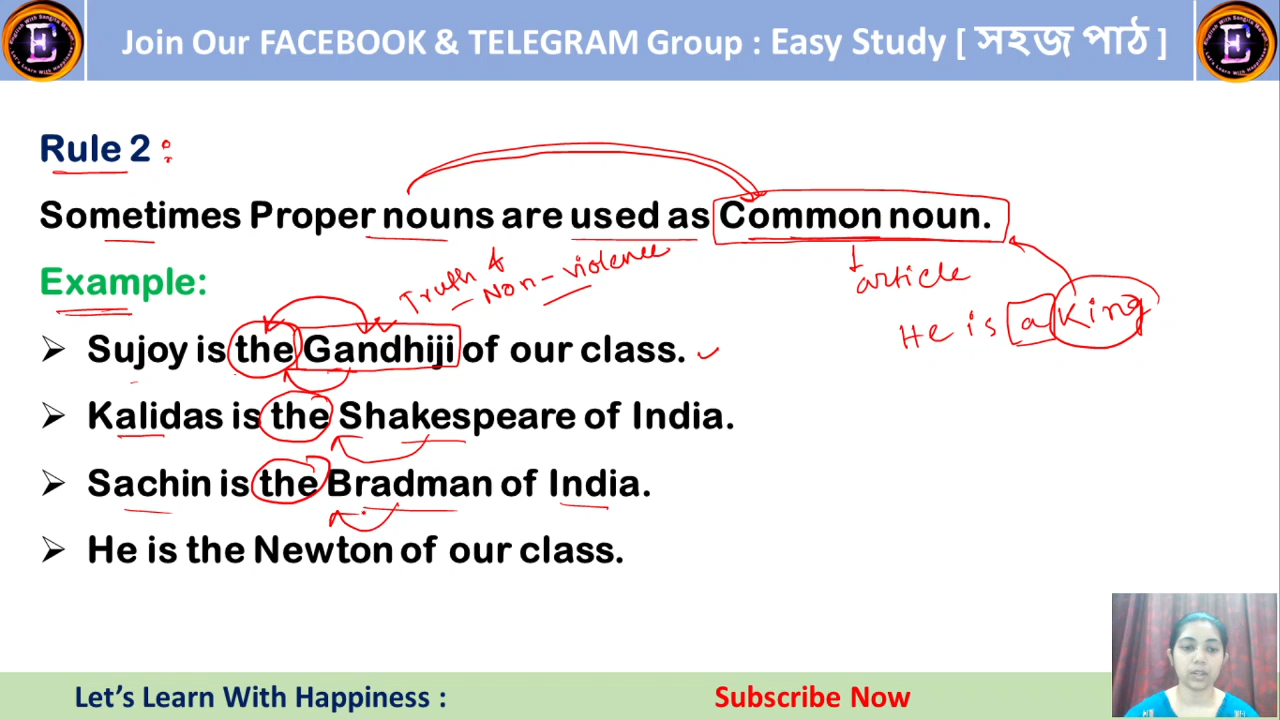 Join Our FACEBOOK & TELEGRAM Group : Easy Study [ সহজ পাঠ ]
E
E
Rule 2 :
Sometimes Proper nouns are used as Common noun.
article
Example:
Truth & Non-violence
He is a King
➢ Sujoy is the Gandhiji of our class.
➢ Kalidas is the Shakespeare of India.
➢ Sachin is the Bradman of India.
➢ He is the Newton of our class.
Let's Learn With Happiness :
Subscribe Now